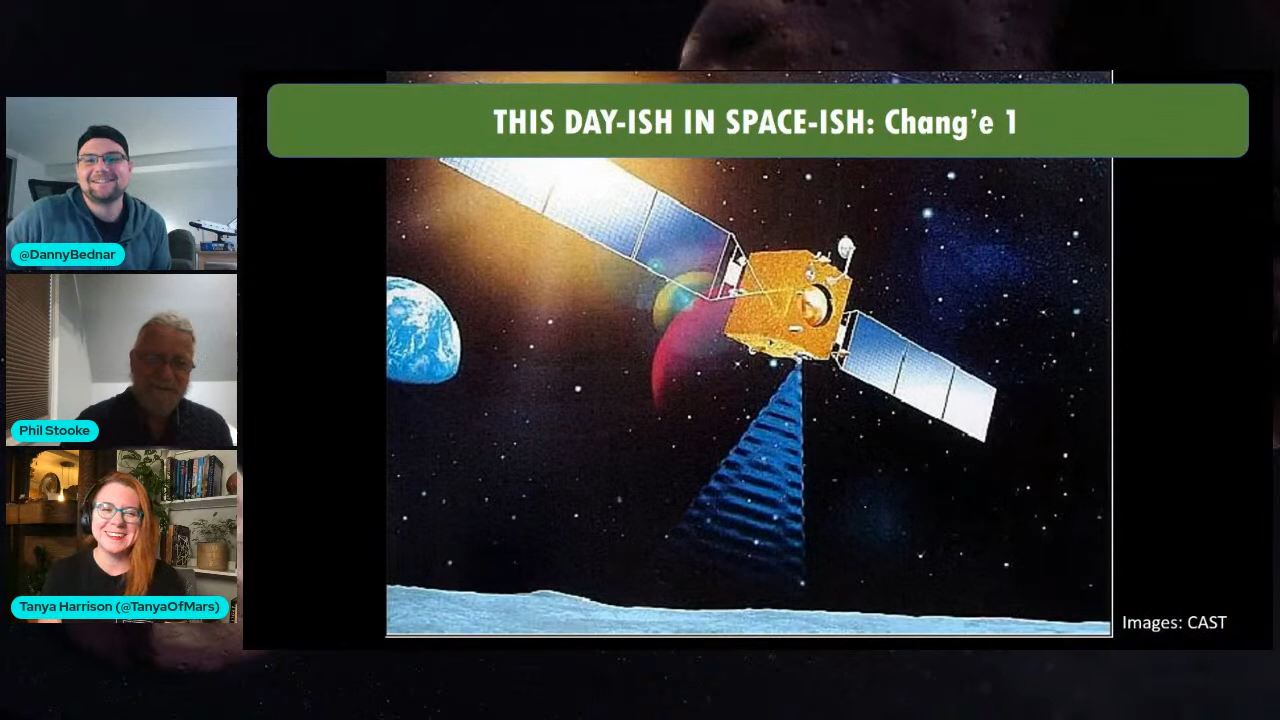 THIS DAY-ISH IN SPACE-ISH: Chang’e 1
@DannyBednar
Phil Stooke
Tanya Harrison (@TanyaOfMars)
Images: CAST